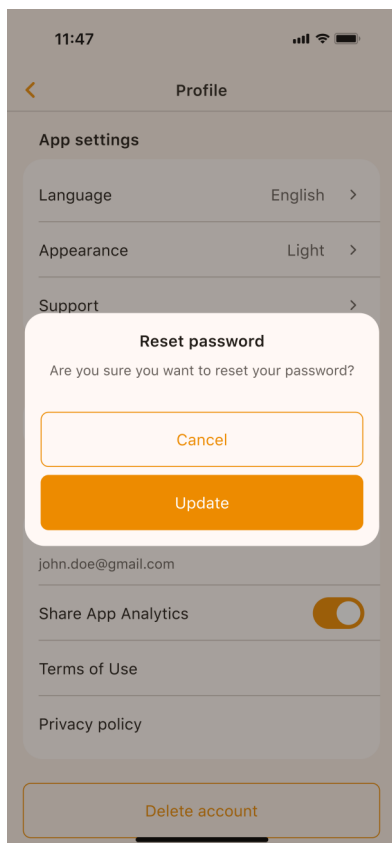 11:47
Profile
App settings
Language English
Appearance Light
Support
Reset password
Are you sure you want to reset your password?
Cancel
Update
john.doe@gmail.com
Share App Analytics
Terms of Use
Privacy policy
Delete account